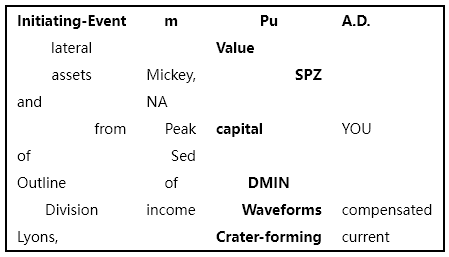 Initiating-Event m Pu A.D.
lateral Value
assets Mickey, SPZ
and NA
from Peak capital YOU
of Sed
Outline of DMIN
Division income Waveforms compensated
Lyons, Crater-forming current